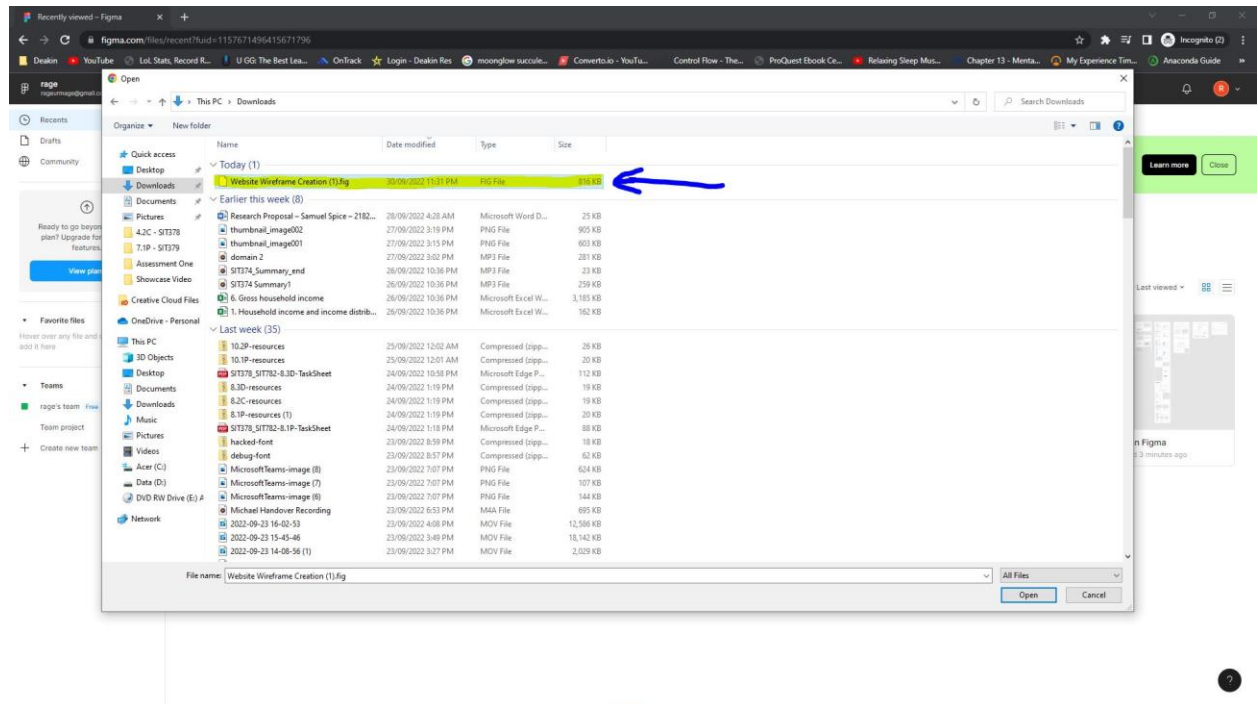 Recently viewed – Figma
figma.com/files/recent?fuid=1157671496415671796
Incognito (2)
Deakin YouTube LoL Stats, Record R... U GG: The Best Lea... OnTrack Login - Deakin Res moonglow succule... Converto.io - YouTu... Control Flow - The... ProQuest Ebook Ce... Relaxing Sleep Mus... Chapter 13 - Menta... My Experience Tim... Anaconda Guide
rage
Open
This PC > Downloads
Search Downloads
Organize New folder
Recents
Drafts
Community
Ready to go beyon
plan? Upgrade for
features.
View plan
Favorite files
Hover over any file and
add it here
Teams
rage's team Free
Team project
Create new team
Quick access
Desktop
Downloads
Documents
Pictures
4.2C - SIT378
7.1P - SIT379
Assessment One
Showcase Video
Creative Cloud Files
OneDrive - Personal
This PC
3D Objects
Desktop
Documents
Downloads
Music
Pictures
Videos
Acer (C:)
Data (D:)
DVD RW Drive (E:) A
Network
Name Date modified Type Size
Today (1)
Website Wireframe Creation (1).fig 30/09/2022 11:31 PM FIG File 816 KB
Earlier this week (8)
Research Proposal – Samuel Spice – 2182... 28/09/2022 4:28 AM Microsoft Word D... 25 KB
thumbnail_image002 27/09/2022 3:19 PM PNG File 905 KB
thumbnail_image001 27/09/2022 3:15 PM PNG File 603 KB
domain 2 27/09/2022 3:02 PM MP3 File 281 KB
SIT374_Summary_end 26/09/2022 10:36 PM MP3 File 23 KB
SIT374 Summary1 26/09/2022 10:36 PM MP3 File 259 KB
6. Gross household income 26/09/2022 10:36 PM Microsoft Excel W... 3,185 KB
1. Household income and income distrib... 26/09/2022 10:36 PM Microsoft Excel W... 162 KB
Last week (35)
10.2P-resources 25/09/2022 12:02 AM Compressed (zipp... 26 KB
10.1P-resources 25/09/2022 12:01 AM Compressed (zipp... 20 KB
SIT378_SIT782-8.3D-TaskSheet 24/09/2022 10:58 PM Microsoft Edge P... 112 KB
8.3D-resources 24/09/2022 1:19 PM Compressed (zipp... 19 KB
8.2C-resources 24/09/2022 1:19 PM Compressed (zipp... 19 KB
8.1P-resources (1) 24/09/2022 1:19 PM Compressed (zipp... 20 KB
SIT378_SIT782-8.1P-TaskSheet 24/09/2022 1:18 PM Microsoft Edge P... 88 KB
hacked-font 23/09/2022 8:59 PM Compressed (zipp... 18 KB
debug-font 23/09/2022 8:57 PM Compressed (zipp... 62 KB
MicrosoftTeams-image (8) 23/09/2022 7:07 PM PNG File 624 KB
MicrosoftTeams-image (7) 23/09/2022 7:07 PM PNG File 107 KB
MicrosoftTeams-image (6) 23/09/2022 7:07 PM PNG File 144 KB
Michael Handover Recording 23/09/2022 6:53 PM M4A File 695 KB
2022-09-23 16-02-53 23/09/2022 4:08 PM MOV File 12,586 KB
2022-09-23 15-45-46 23/09/2022 3:49 PM MOV File 18,142 KB
2022-09-23 14-08-56 (1) 23/09/2022 3:27 PM MOV File 2,029 KB
File name: Website Wireframe Creation (1).fig All Files
Open Cancel
R
Learn more Close
Last viewed
n Figma
3 minutes ago
?